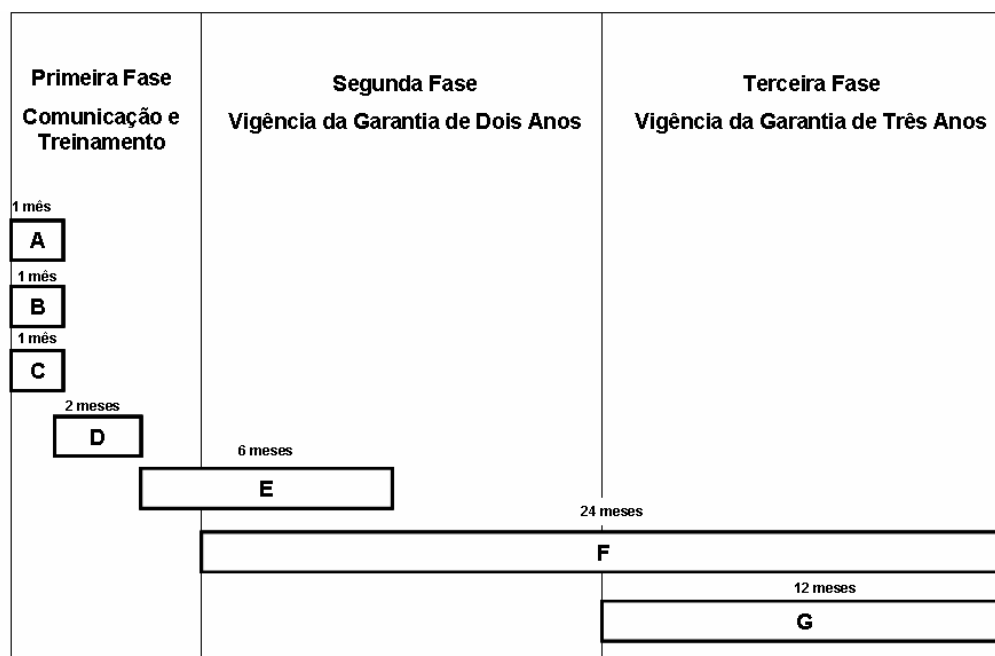 Primeira Fase
Comunicação e
Treinamento
Segunda Fase
Vigência da Garantia de Dois Anos
Terceira Fase
Vigência da Garantia de Três Anos
1 mês
A
1 mês
B
1 mês
C
2 meses
D
6 meses
E
24 meses
F
12 meses
G